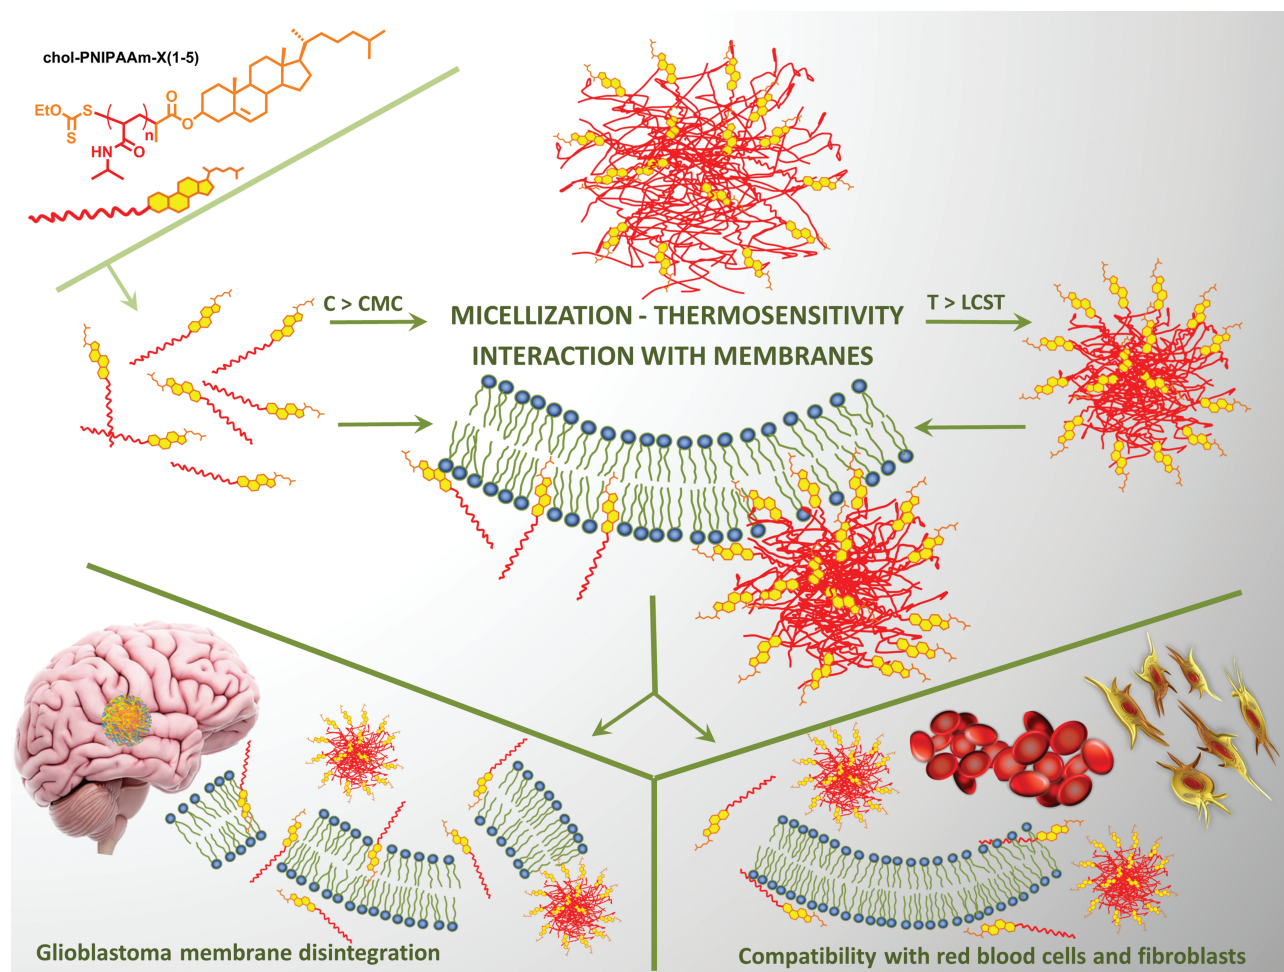 chol-PNIPAAm-X(1-5)
EtO
S
S
n
O
O
HN
O
C > CMC
MICELLIZATION - THERMOSENSITIVITY
T > LCST
INTERACTION WITH MEMBRANES
Glioblastoma membrane disintegration
Compatibility with red blood cells and fibroblasts